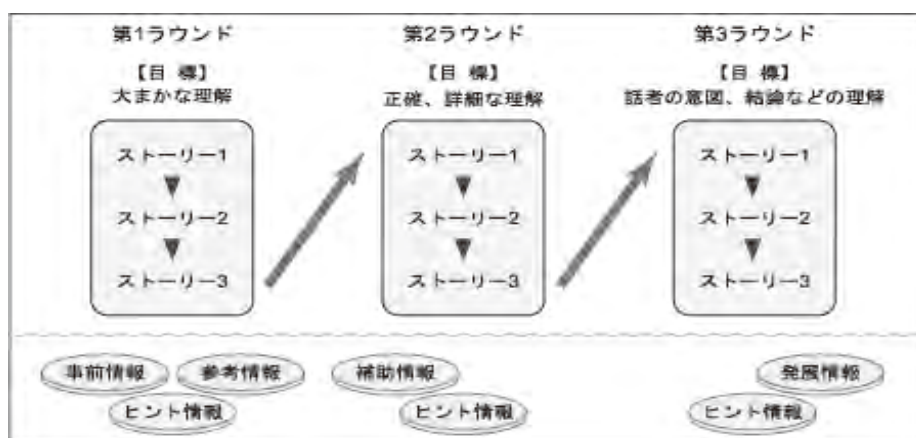 第1ラウンド
【目 標】
大まかな理解
ストーリー1
ストーリー2
ストーリー3
第2ラウンド
【目 標】
正確、詳細な理解
ストーリー1
ストーリー2
ストーリー3
第3ラウンド
【目 標】
話者の意図、結論などの理解
ストーリー1
ストーリー2
ストーリー3
事前情報
参考情報
ヒント情報
補助情報
ヒント情報
発展情報
ヒント情報